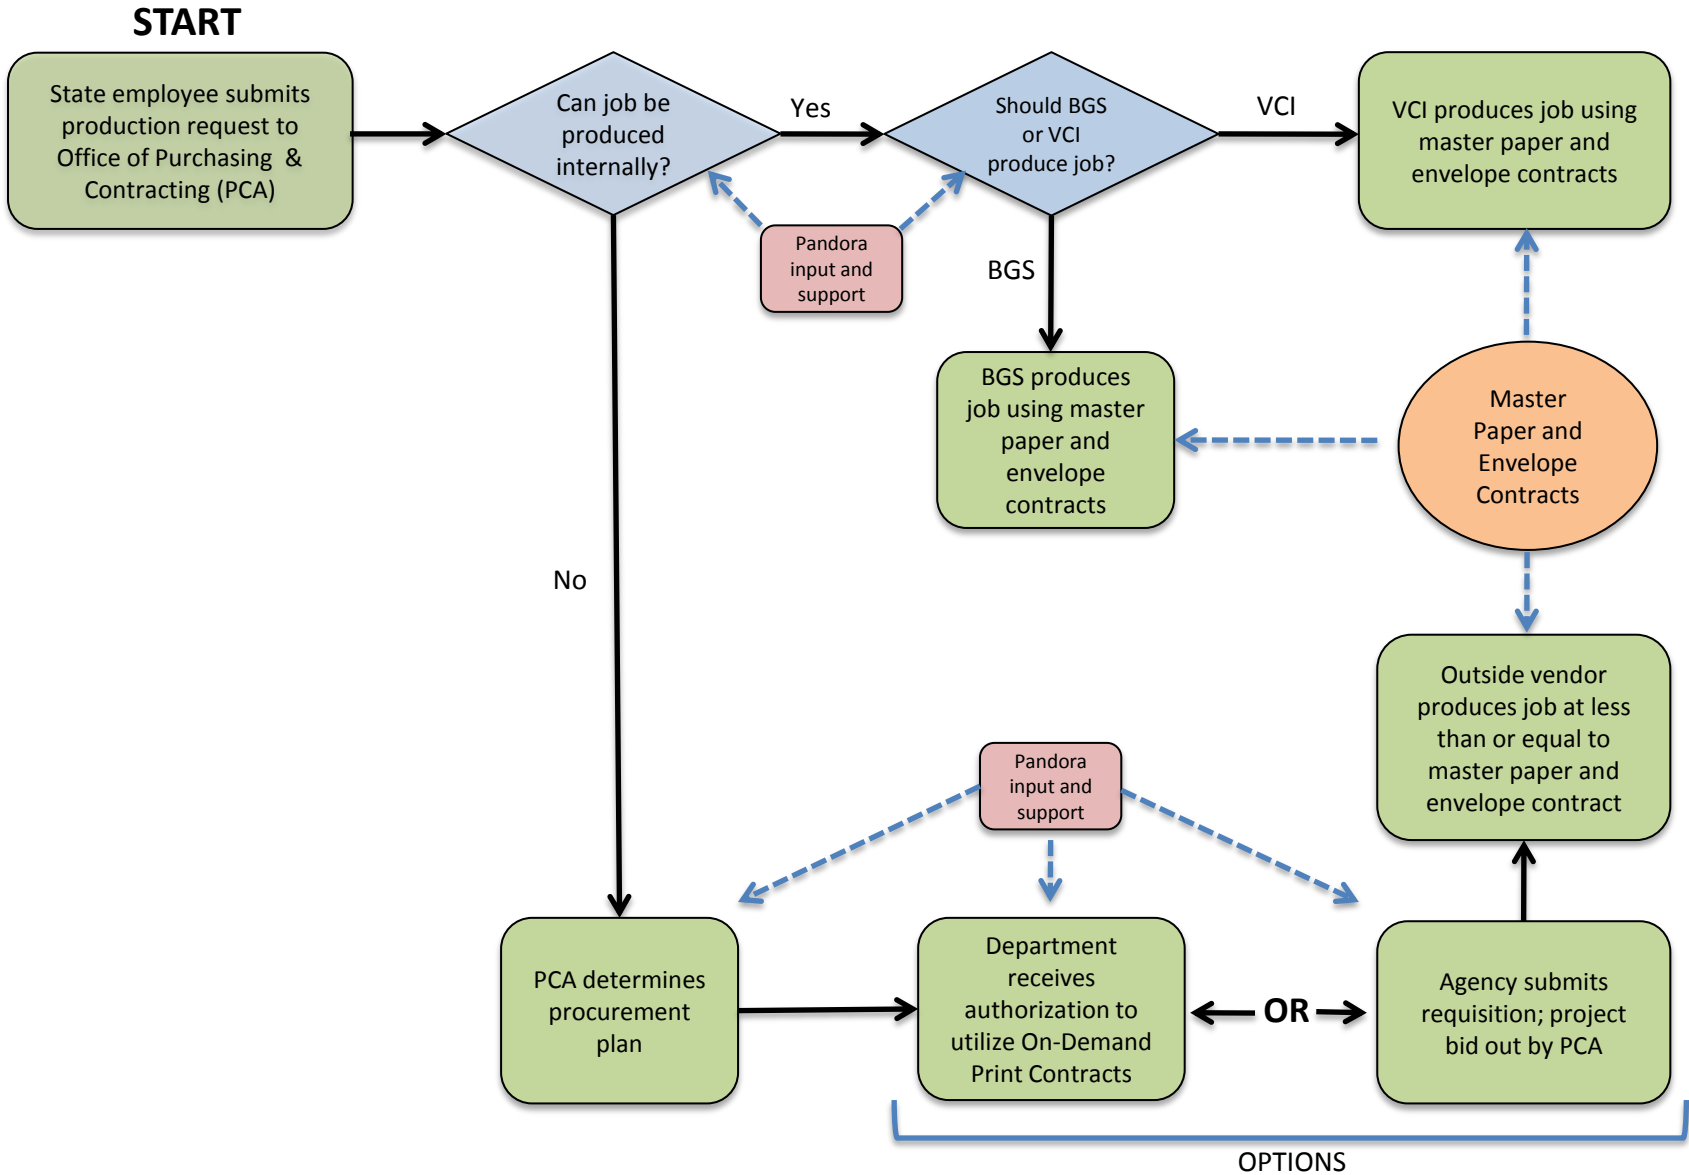 START
State employee submits
production request to
Office of Purchasing  &
Contracting (PCA)
Can job be
produced
internally?
Yes
Should BGS
or VCI
produce job?
VCI
VCI produces job using
master paper and
envelope contracts
Pandora
input and
support
BGS
BGS produces
job using master
paper and
envelope
contracts
Master
Paper and
Envelope
Contracts
No
Outside vendor
produces job at less
than or equal to
master paper and
envelope contract
Pandora
input and
support
PCA determines
procurement
plan
Department
receives
authorization to
utilize On-Demand
Print Contracts
OR
Agency submits
requisition; project
bid out by PCA
OPTIONS